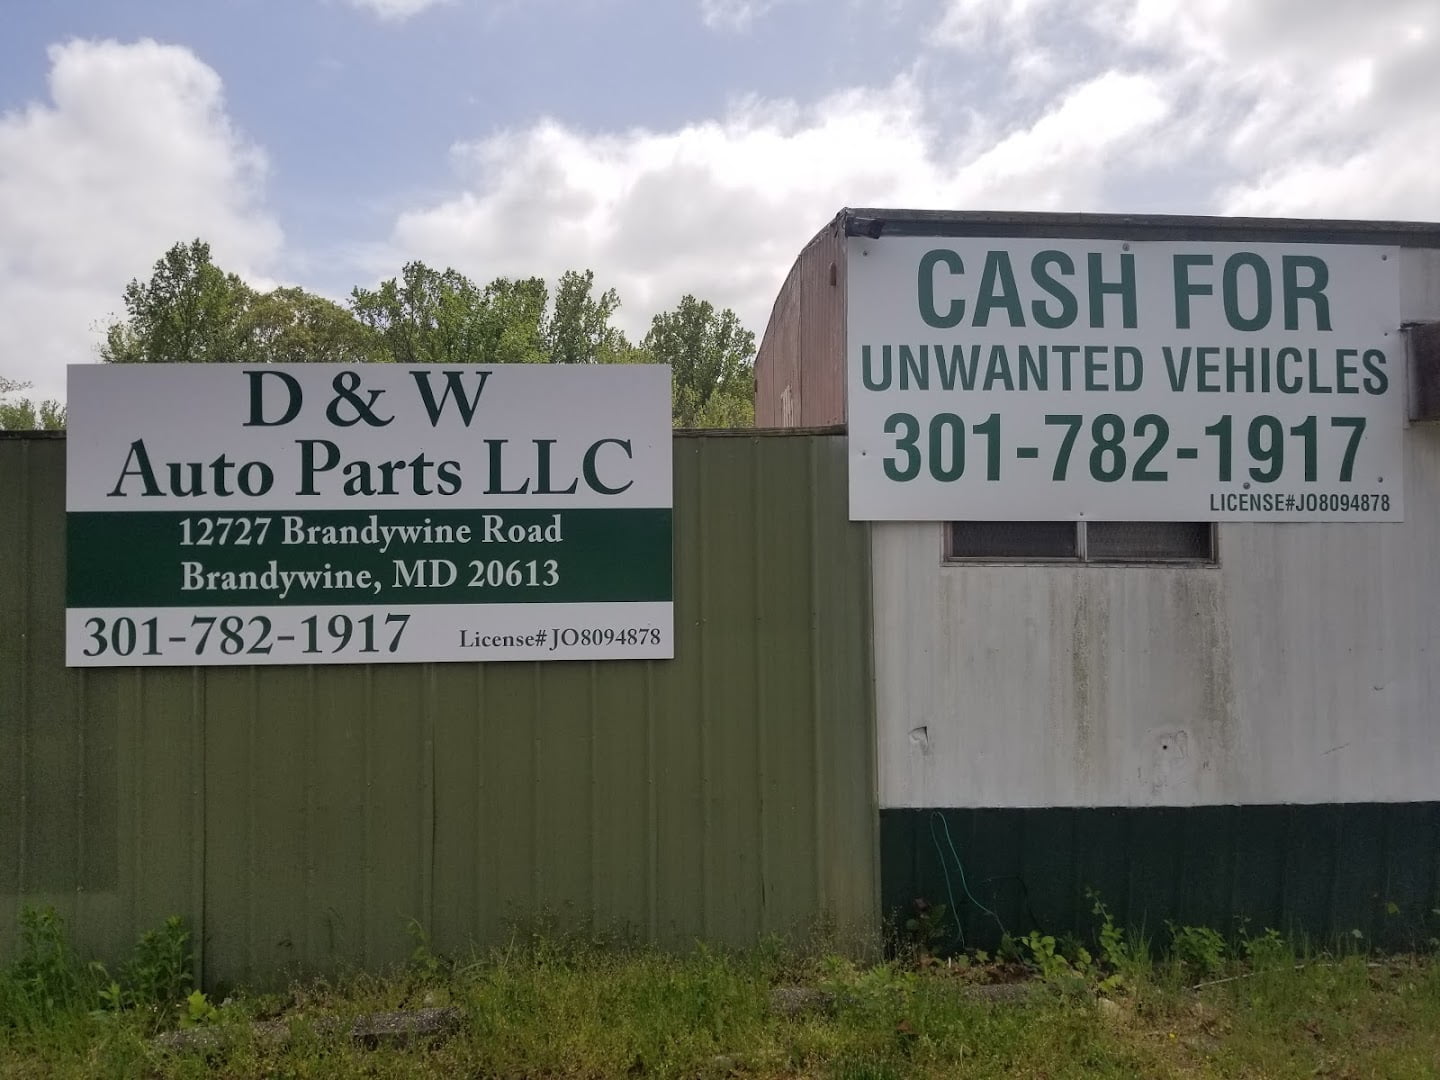 D & W
Auto Parts LLC
12727 Brandywine Road
Brandywine, MD 20613
301-782-1917 License# JO8094878
CASH FOR
UNWANTED VEHICLES
301-782-1917
LICENSE#JO8094878